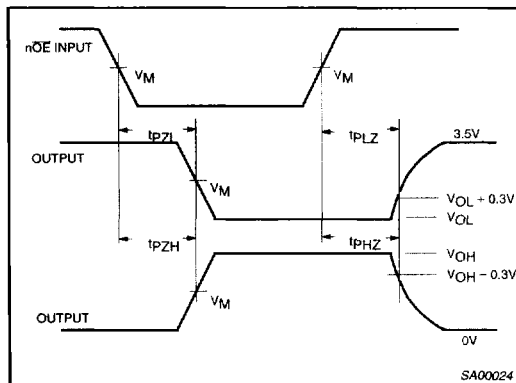 nOE INPUT
VM
VM
tPZL
tPLZ
3.5V
OUTPUT
VM
VOL + 0.3V
VOL
tPZH
tPHZ
VOH
VOH – 0.3V
VM
OUTPUT
0V
SA00024